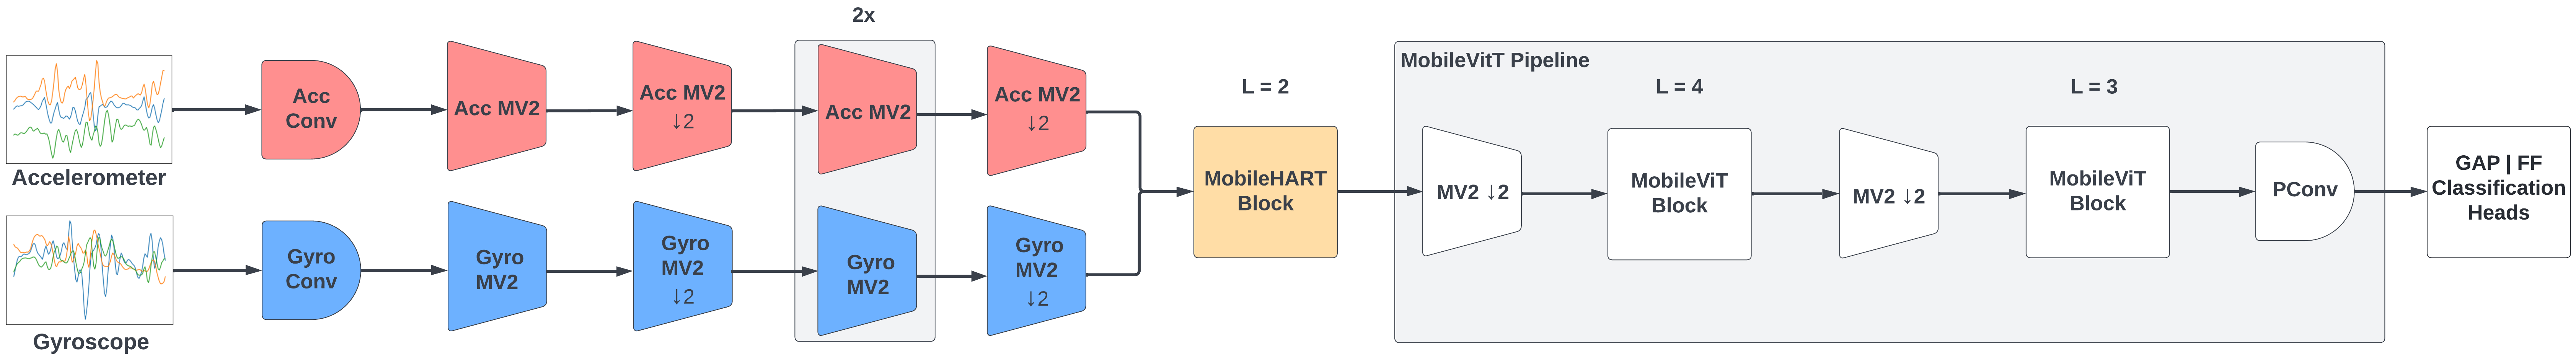 2x
Acc
Conv
Acc MV2
Acc MV2
↓2
Acc MV2
Acc MV2
↓2
Accelerometer
Gyro
Conv
Gyro
MV2
Gyro
MV2
↓2
Gyro
MV2
Gyro
MV2
↓2
Gyroscope
L = 2
MobileHART
Block
MobileVitT Pipeline
MV2 ↓2
L = 4
MobileViT
Block
MV2 ↓2
L = 3
MobileViT
Block
PConv
GAP | FF
Classification
Heads